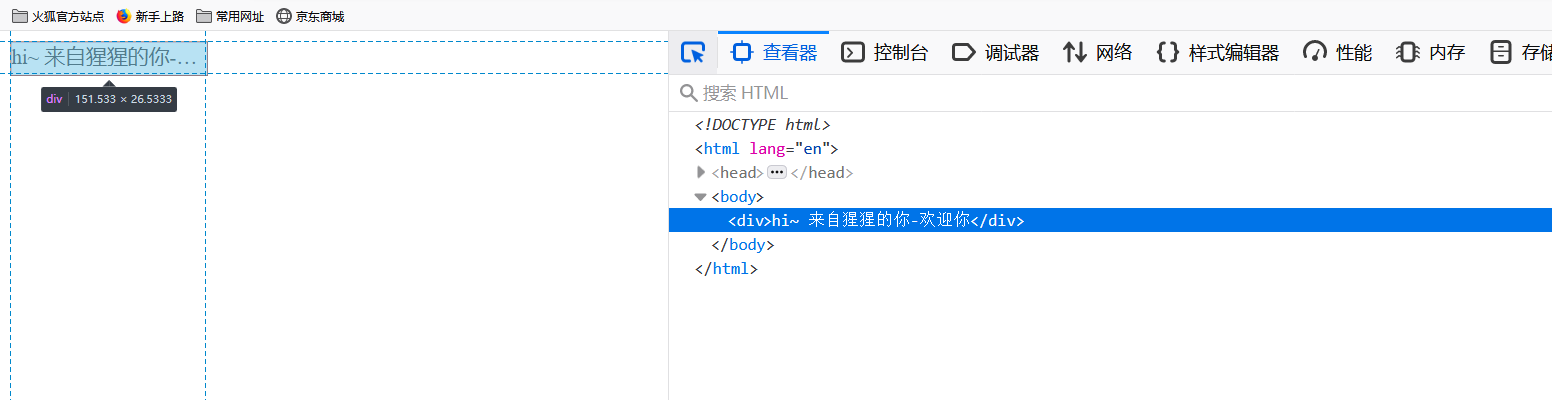 火狐官方站点 新手上路 常用网址 京东商城
hi~ 来自猩猩的你-…
div 151.533 × 26.5333
查看器 控制台 调试器 网络 样式编辑器 性能 内存 存储
搜索 HTML
<!DOCTYPE html>
<html lang="en">
<head>•••</head>
<body>
<div>hi~ 来自猩猩的你-欢迎你</div>
</body>
</html>